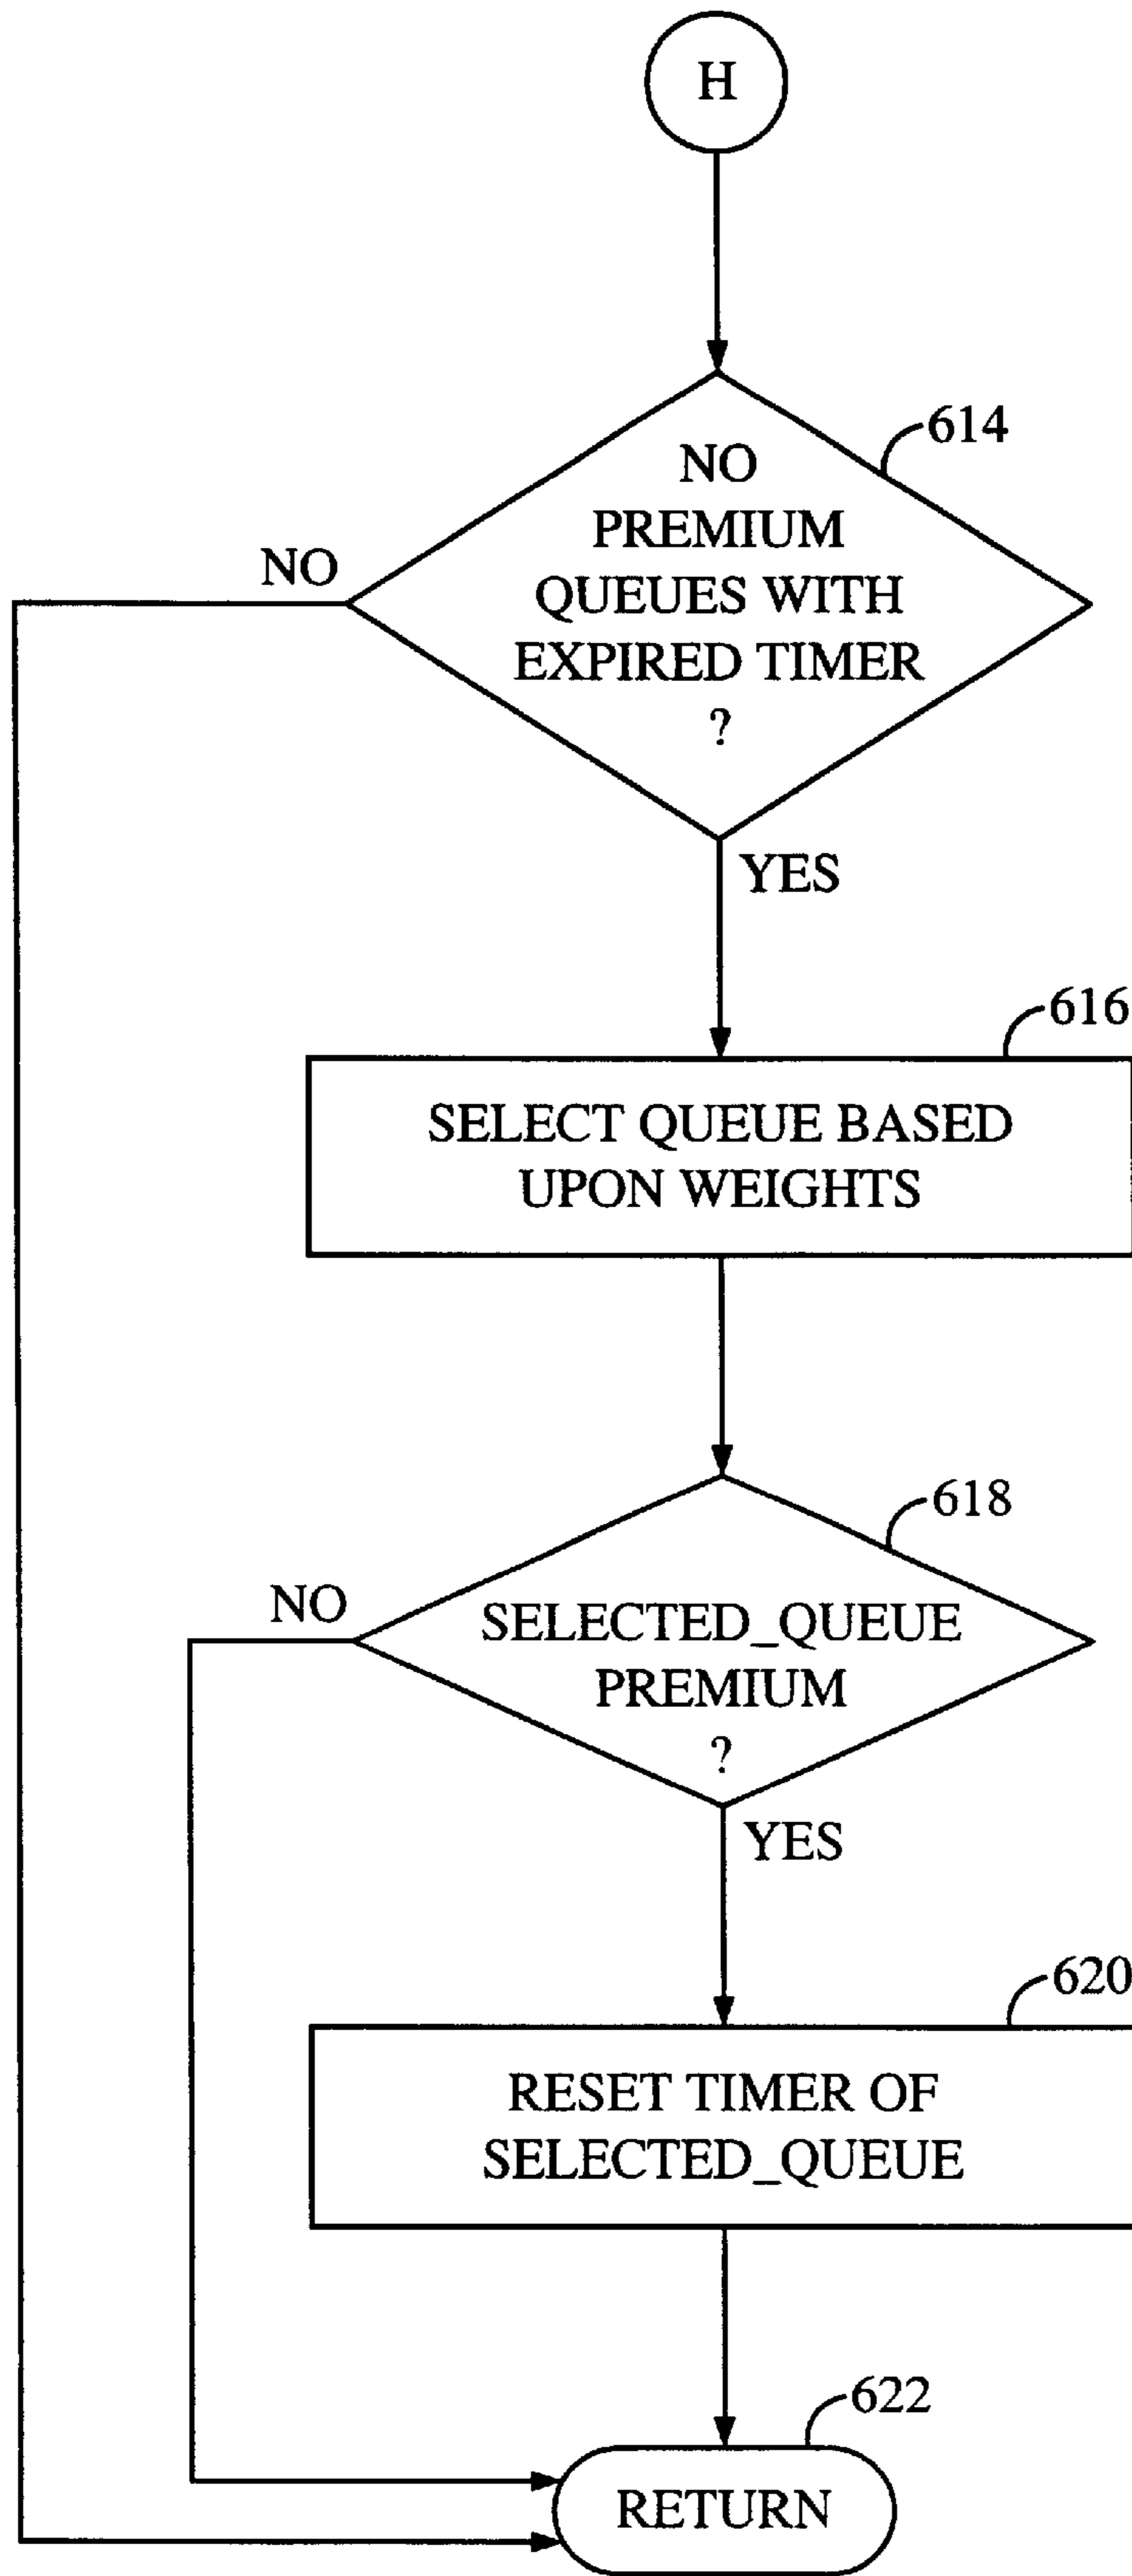 H
614
NO
PREMIUM
QUEUES WITH
EXPIRED TIMER
?
NO
YES
616
SELECT QUEUE BASED
UPON WEIGHTS
618
NO
SELECTED_QUEUE
PREMIUM
?
YES
620
RESET TIMER OF
SELECTED_QUEUE
622
RETURN